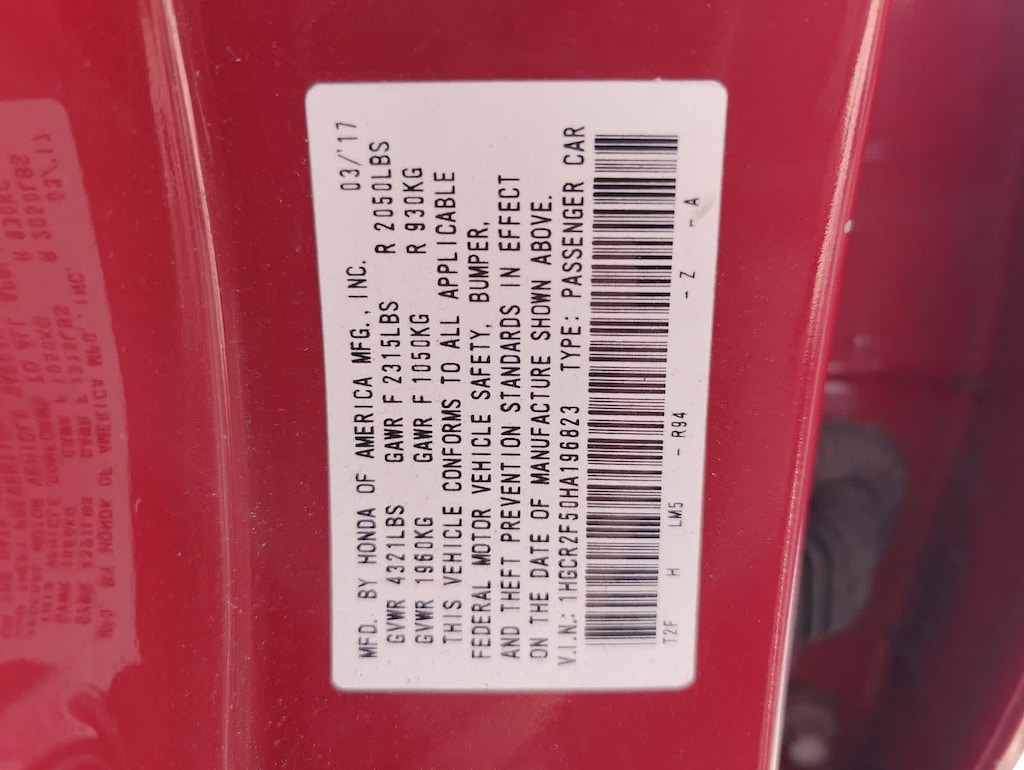 MFD. BY HONDA OF AMERICA MFG., INC. 03/'17
GVWR 4321LBS GAWR F 2315LBS R 2050LBS
GVWR 1960KG GAWR F 1050KG R 930KG
THIS VEHICLE CONFORMS TO ALL APPLICABLE
FEDERAL MOTOR VEHICLE SAFETY, BUMPER,
AND THEFT PREVENTION STANDARDS IN EFFECT
ON THE DATE OF MANUFACTURE SHOWN ABOVE.
V.I.N.: 1HGCR2F50HA196823 TYPE: PASSENGER CAR
T2F H LM5 - R94 - Z - A